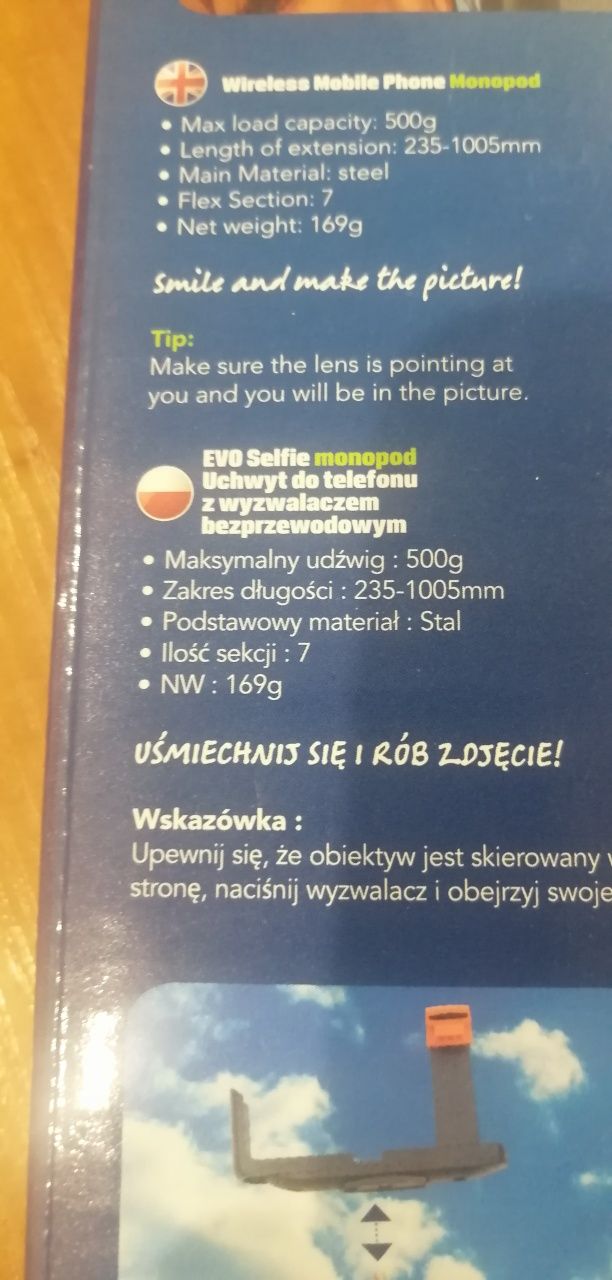 Wireless Mobile Phone Monopod
• Max load capacity: 500g
• Length of extension: 235-1005mm
• Main Material: steel
• Flex Section: 7
• Net weight: 169g
Smile and make the picture!
Tip:
Make sure the lens is pointing at
you and you will be in the picture.
EVO Selfie monopod
Uchwyt do telefonu
z wyzwalaczem
bezprzewodowym
• Maksymalny udźwig : 500g
• Zakres długości : 235-1005mm
• Podstawowy materiał : Stal
• Ilość sekcji : 7
• NW : 169g
UŚMIECHNIJ SIĘ I RÓB ZDJĘCIE!
Wskazówka :
Upewnij się, że obiektyw jest skierowany
stronę, naciśnij wyzwalacz i obejrzyj swoje